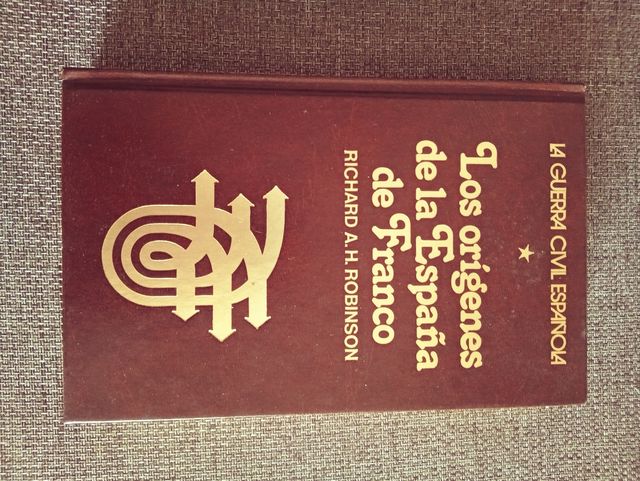 LA GUERRA CIVIL ESPAÑOLA
Los orígenes
de la España
de Franco
RICHARD A. H. ROBINSON